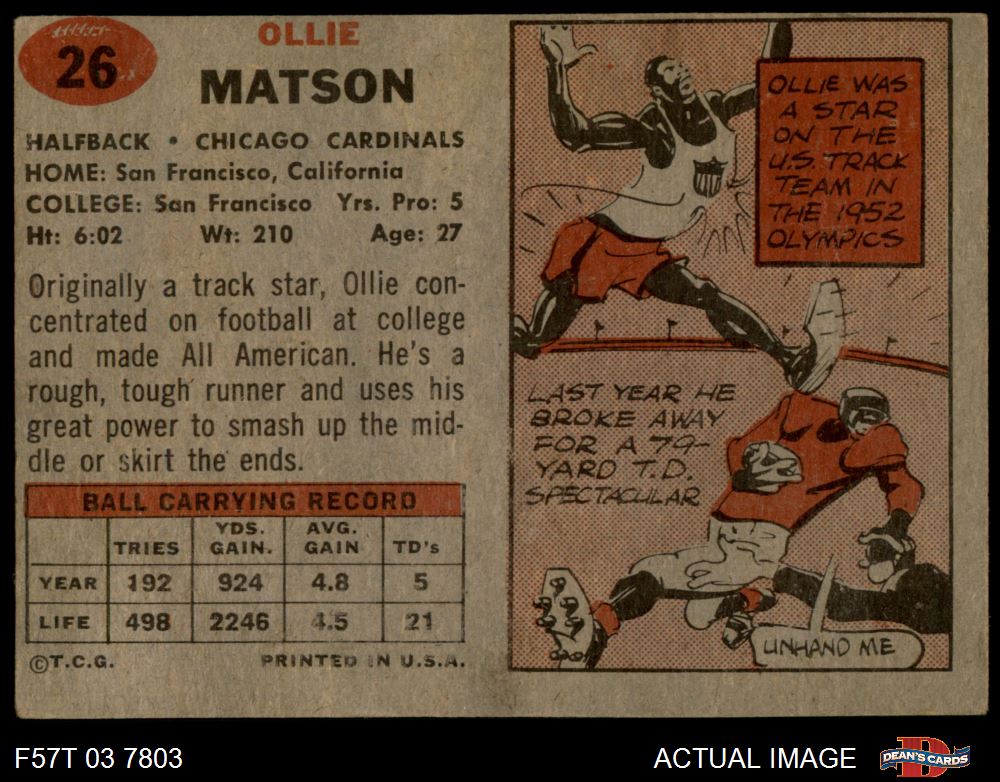 26
OLLIE
MATSON
HALFBACK • CHICAGO CARDINALS
HOME: San Francisco, California
COLLEGE: San Francisco Yrs. Pro: 5
Ht: 6:02 Wt: 210 Age: 27
Originally a track star, Ollie con-
centrated on football at college
and made All American. He's a
rough, tough runner and uses his
great power to smash up the mid-
dle or skirt the ends.
BALL CARRYING RECORD
TRIES YDS. GAIN. AVG. GAIN TD's
YEAR 192 924 4.8 5
LIFE 498 2246 4.5 21
©T.C.G. PRINTED IN U.S.A.
OLLIE WAS
A STAR
ON THE
U.S. TRACK
TEAM IN
THE 1952
OLYMPICS
LAST YEAR HE
BROKE AWAY
FOR A 79-
YARD T.D.
SPECTACULAR
UNHAND ME
F57T 03 7803
ACTUAL IMAGE
DEAN'S CARDS